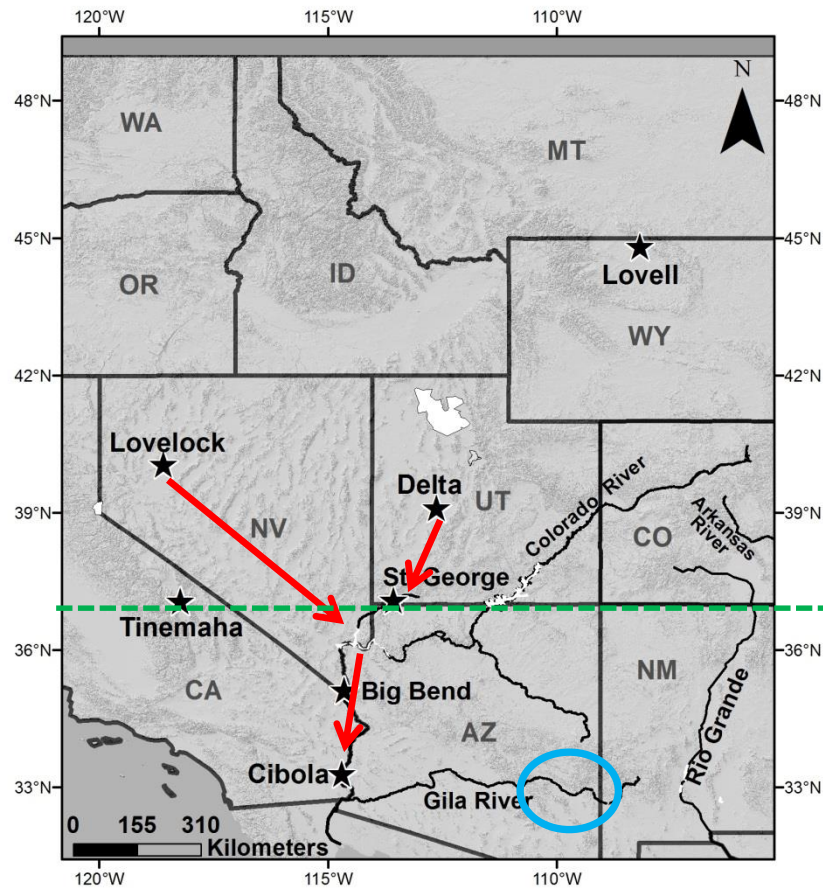 120°W 115°W 110°W
N
48°N 48°N
WA
MT
45°N 45°N
Lovell
OR
ID
WY
42°N 42°N
Lovelock
Delta
UT
Colorado River
39°N 39°N
NV
CO
Arkansas
River
St. George
Tinemaha
36°N 36°N
CA
Big Bend
NM
AZ
Rio Grande
Cibola
33°N 33°N
Gila River
0 155 310
Kilometers
120°W 115°W 110°W